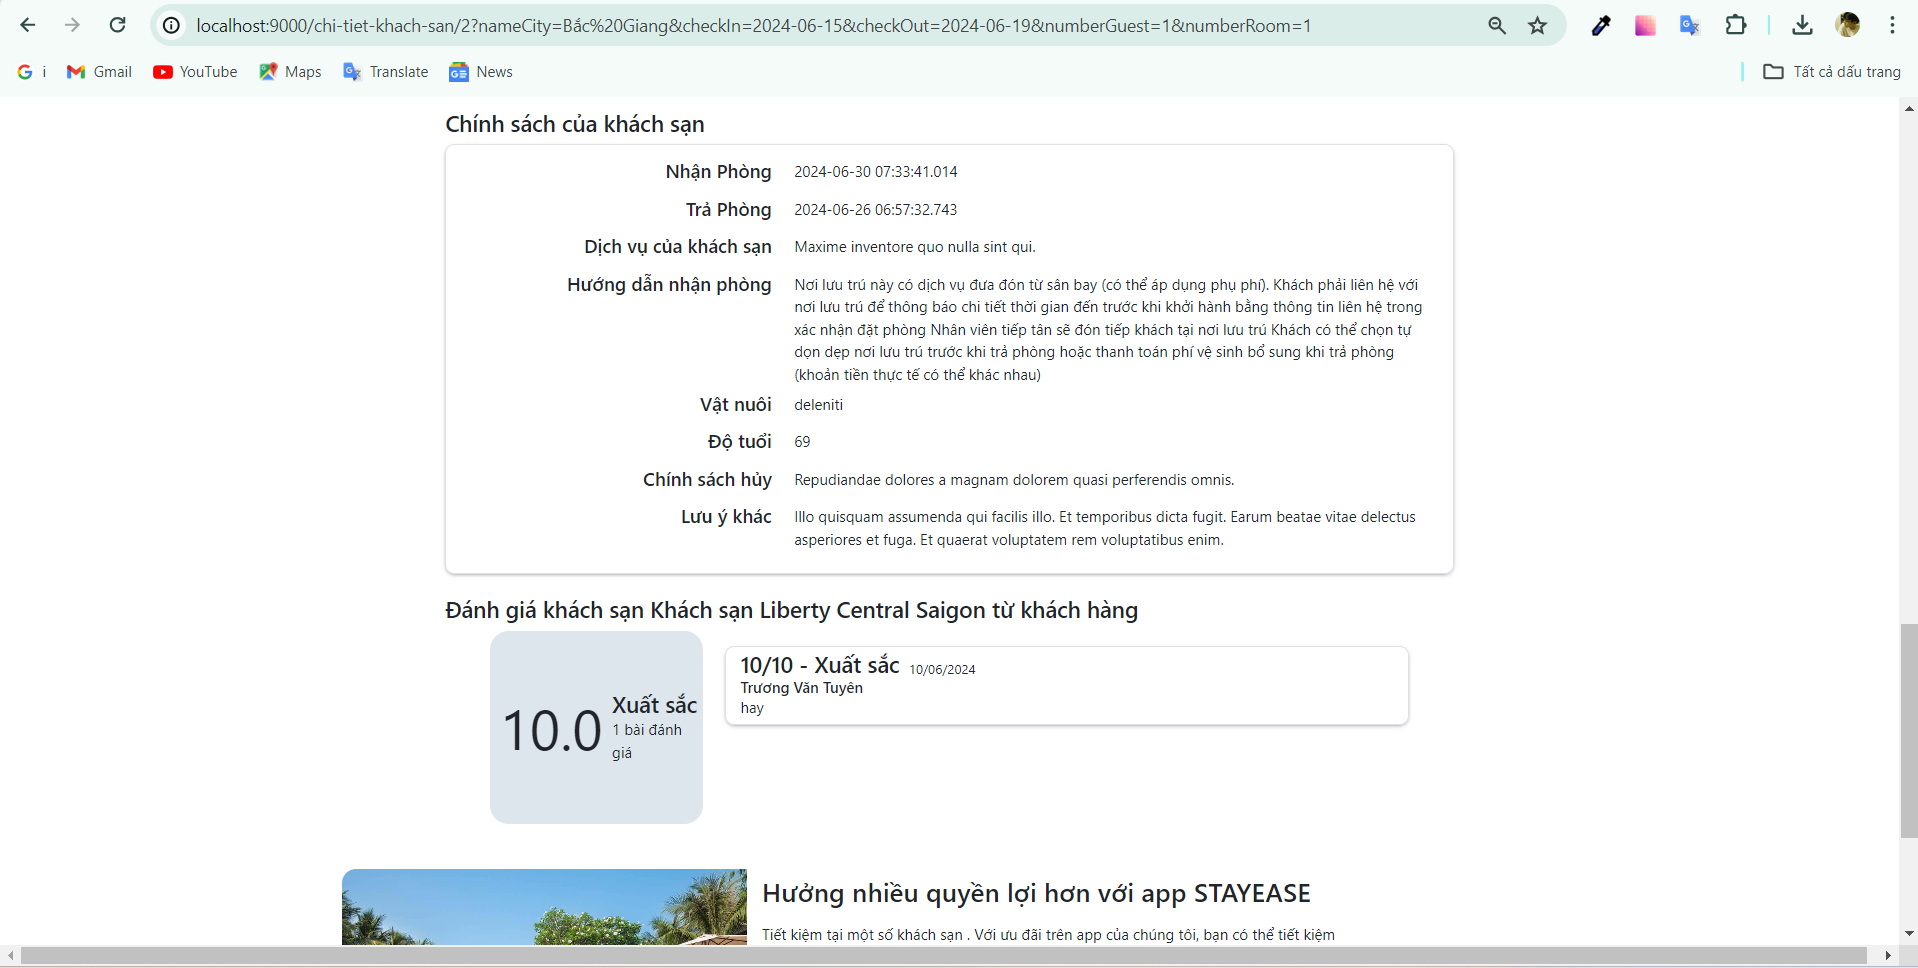 localhost:9000/chi-tiet-khach-san/2?nameCity=Bắc%20Giang&checkIn=2024-06-15&checkOut=2024-06-19&numberGuest=1&numberRoom=1
i Gmail YouTube Maps Translate News Tất cả dấu trang
Chính sách của khách sạn
Nhận Phòng 2024-06-30 07:33:41.014
Trả Phòng 2024-06-26 06:57:32.743
Dịch vụ của khách sạn Maxime inventore quo nulla sint qui.
Hướng dẫn nhận phòng Nơi lưu trú này có dịch vụ đưa đón từ sân bay (có thể áp dụng phụ phí). Khách phải liên hệ với
nơi lưu trú để thông báo chi tiết thời gian đến trước khi khởi hành bằng thông tin liên hệ trong
xác nhận đặt phòng Nhân viên tiếp tân sẽ đón tiếp khách tại nơi lưu trú Khách có thể chọn tự
dọn dẹp nơi lưu trú trước khi trả phòng hoặc thanh toán phí vệ sinh bổ sung khi trả phòng
(khoản tiền thực tế có thể khác nhau)
Vật nuôi deleniti
Độ tuổi 69
Chính sách hủy Repudiandae dolores a magnam dolorem quasi perferendis omnis.
Lưu ý khác Illo quisquam assumenda qui facilis illo. Et temporibus dicta fugit. Earum beatae vitae delectus
asperiores et fuga. Et quaerat voluptatem rem voluptatibus enim.
Đánh giá khách sạn Khách sạn Liberty Central Saigon từ khách hàng
10.0 Xuất sắc
1 bài đánh
giá
10/10 - Xuất sắc 10/06/2024
Trương Văn Tuyên
hay
Hưởng nhiều quyền lợi hơn với app STAYEASE
Tiết kiệm tại một số khách sạn . Với ưu đãi trên app của chúng tôi, bạn có thể tiết kiệm